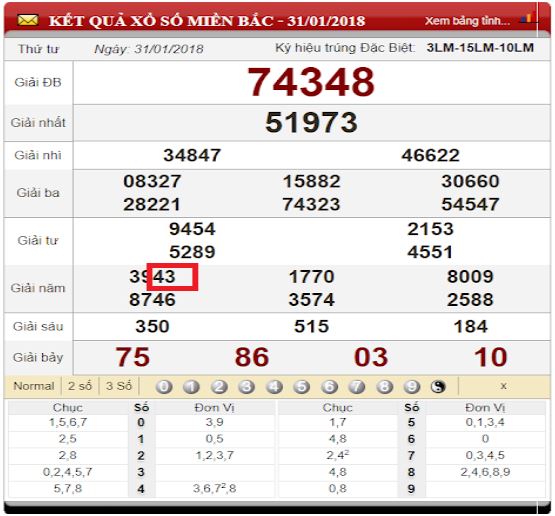 KẾT QUẢ XỔ SỐ MIỀN BẮC - 31/01/2018 Xem bảng tỉnh...
Thứ tư Ngày: 31/01/2018 Ký hiệu trúng Đặc Biệt: 3LM-15LM-10LM
Giải ĐB 74348
Giải nhất 51973
Giải nhì 34847 46622
Giải ba 08327 15882 30660
28221 74323 54547
Giải tư 9454 2153
5289 4551
Giải năm 3943 1770 8009
8746 3574 2588
Giải sáu 350 515 184
Giải bảy 75 86 03 10
Normal 2 số 3 Số 0 1 2 3 4 5 6 7 8 9 x
Chục Số Đơn Vị Chục Số Đơn Vị
1,5,6,7 0 3,9 1,7 5 0,1,3,4
2,5 1 0,5 4,8 6 0
2,8 2 1,2,3,7 2,4² 7 0,3,4,5
0,2,4,5,7 3 4,8 8 2,4,6,8,9
5,7,8 4 3,6,7²,8 0,8 9